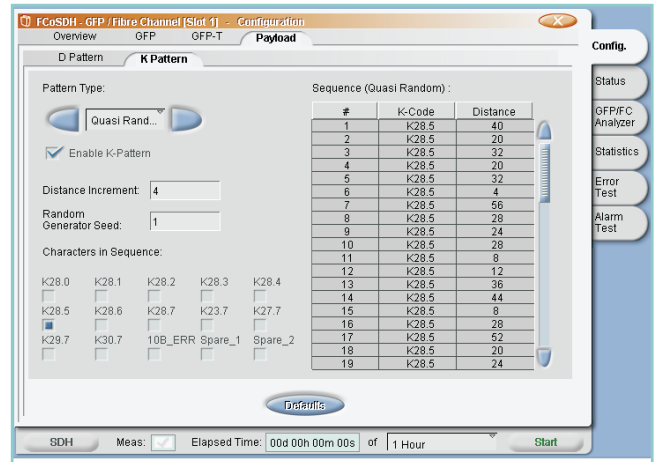 FCoSDH - GFP / Fibre Channel [Slot 1] - Configuration
Overview GFP GFP-T Payload
D Pattern K Pattern
Pattern Type:
Quasi Rand...
Enable K-Pattern
Distance Increment: 4
Random
Generator Seed: 1
Characters in Sequence:
K28.0 K28.1 K28.2 K28.3 K28.4
K28.5 K28.6 K28.7 K23.7 K27.7
K29.7 K30.7 10B_ERR Spare_1 Spare_2
Sequence (Quasi Random) :
# K-Code Distance
1 K28.5 40
2 K28.5 20
3 K28.5 32
4 K28.5 20
5 K28.5 32
6 K28.5 4
7 K28.5 56
8 K28.5 28
9 K28.5 24
10 K28.5 28
11 K28.5 8
12 K28.5 12
13 K28.5 36
14 K28.5 44
15 K28.5 8
16 K28.5 28
17 K28.5 52
18 K28.5 20
19 K28.5 24
Defaults
SDH Meas: Elapsed Time: 00d 00h 00m 00s of 1 Hour Start
Config.
Status
GFP/FC
Analyzer
Statistics
Error
Test
Alarm
Test